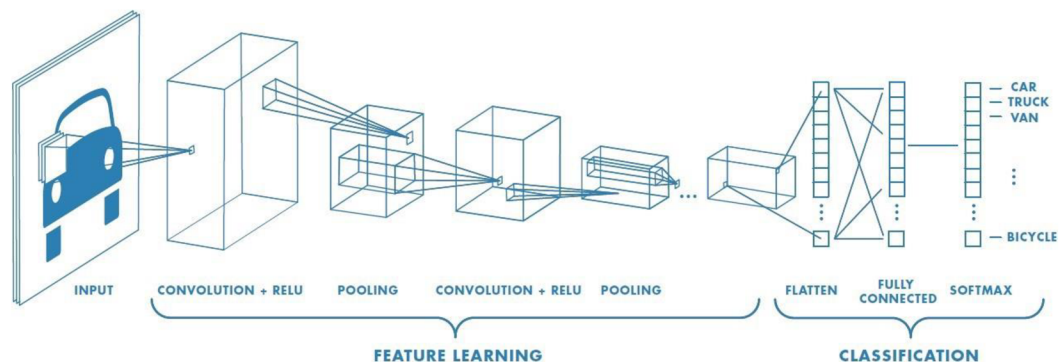 CAR
TRUCK
VAN
BICYCLE
INPUT
CONVOLUTION + RELU
POOLING
CONVOLUTION + RELU
POOLING
FLATTEN
FULLY
CONNECTED
SOFTMAX
FEATURE LEARNING
CLASSIFICATION